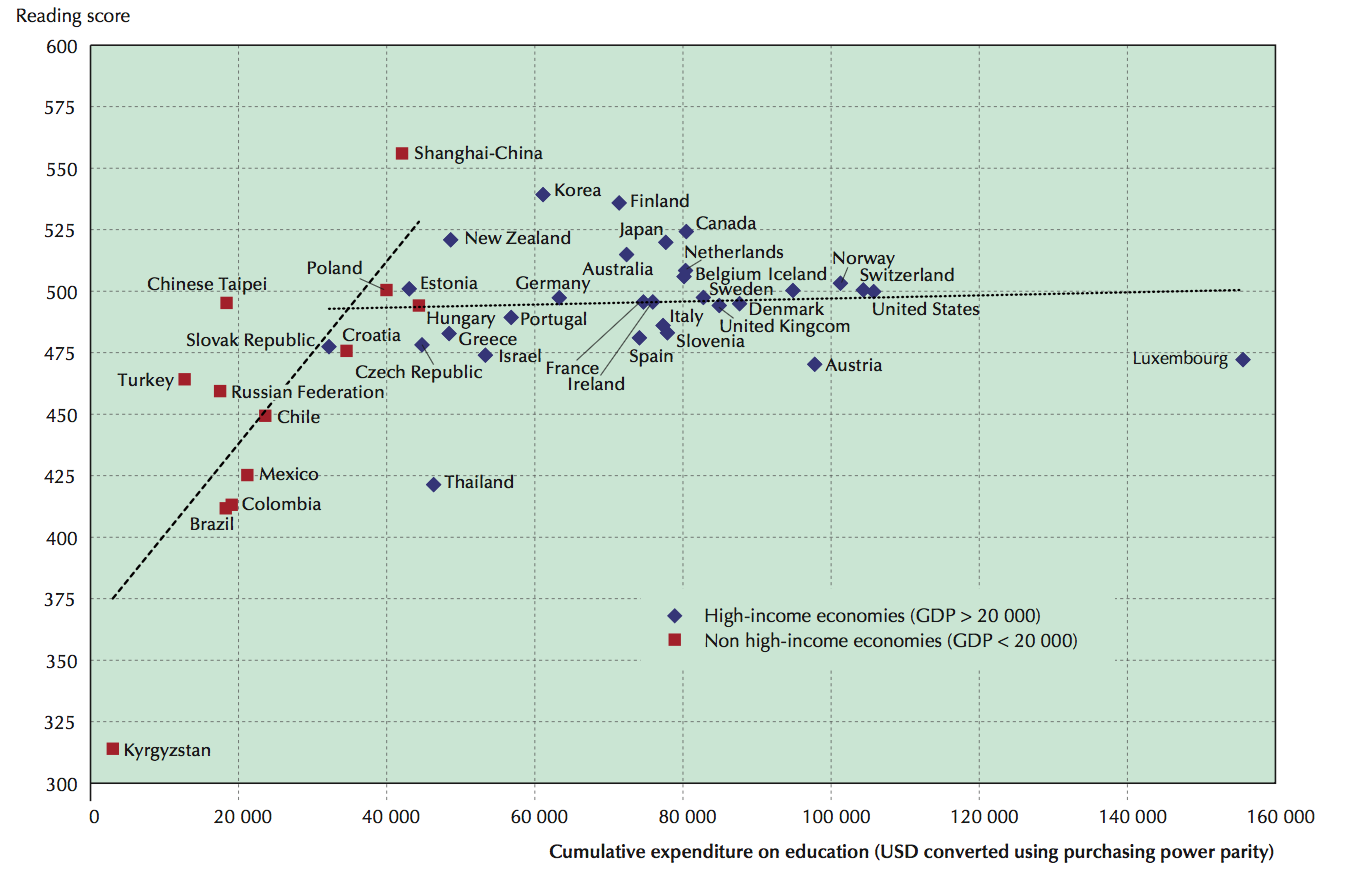 Reading score
600
575
550
525
500
475
450
425
400
375
350
325
300
Shanghai-China
Korea
Finland
Canada
Japan
New Zealand
Netherlands
Norway
Poland
Australia
Belgium
Iceland
Switzerland
Chinese Taipei
Estonia
Germany
Sweden
United States
Denmark
Hungary
Portugal
Italy
United Kingcom
Croatia
Slovak Republic
Greece
Slovenia
Israel
Spain
Luxembourg
Austria
France
Czech Republic
Turkey
Ireland
Russian Federation
Chile
Mexico
Thailand
Colombia
Brazil
High-income economies (GDP > 20 000)
Non high-income economies (GDP < 20 000)
Kyrgyzstan
0
20 000
40 000
60 000
80 000
100 000
120 000
140 000
160 000
Cumulative expenditure on education (USD converted using purchasing power parity)